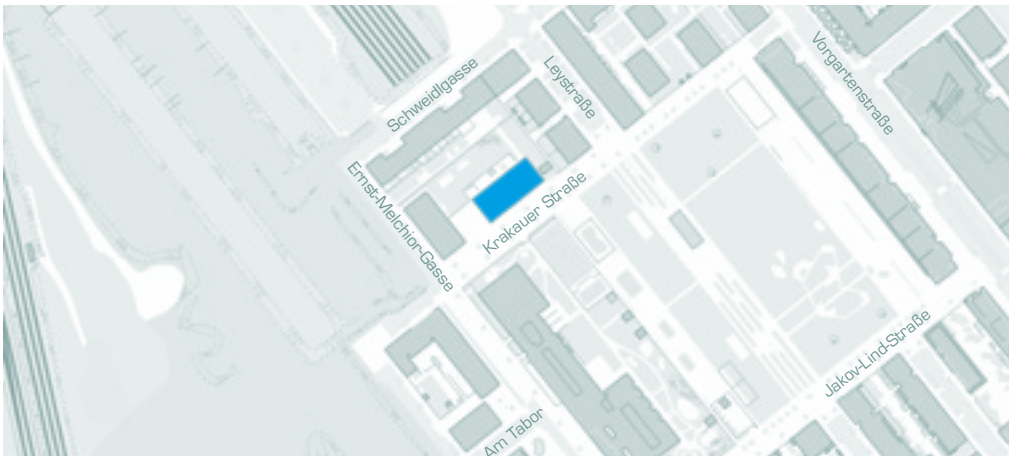 Schweidlgasse
Leystraße
Vorgartenstraße
Ernst-Melchior-Gasse
Krakauer Straße
Jakov-Lind-Straße
Am Tabor